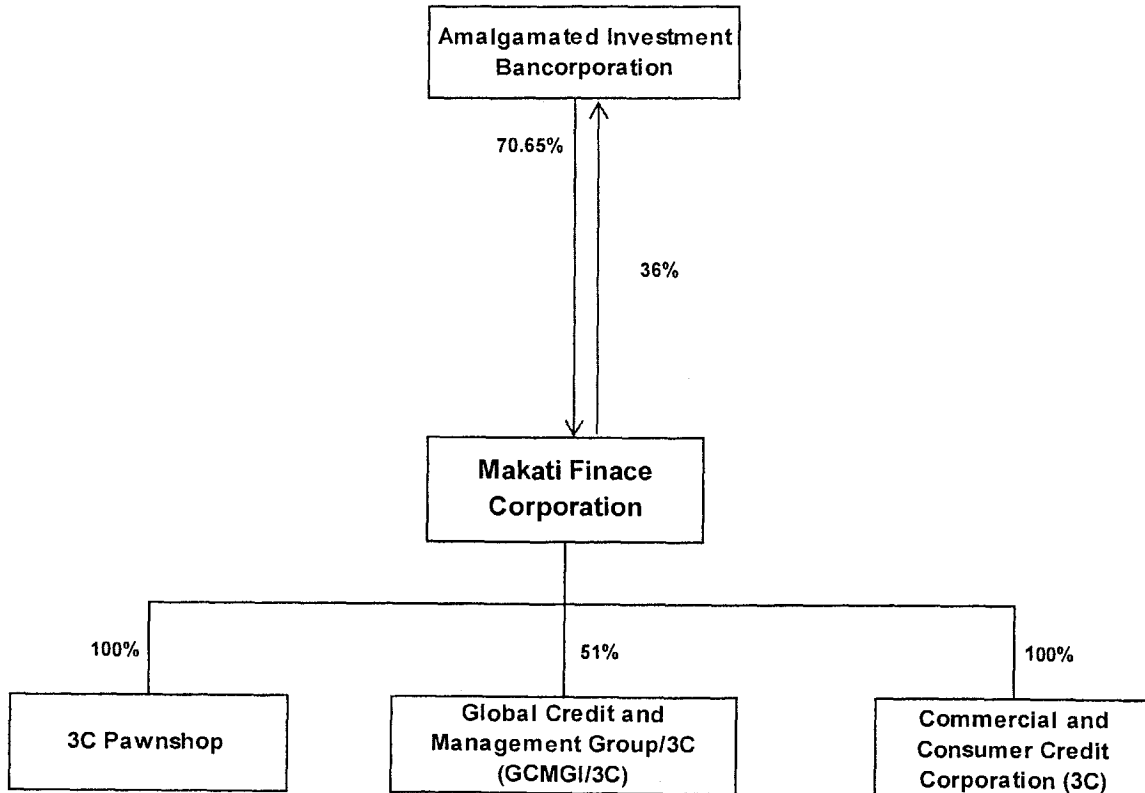 Amalgamated Investment
Bancorporation
70.65%
36%
Makati Finace
Corporation
100%
51%
100%
3C Pawnshop
Global Credit and
Management Group/3C
(GCMGI/3C)
Commercial and
Consumer Credit
Corporation (3C)